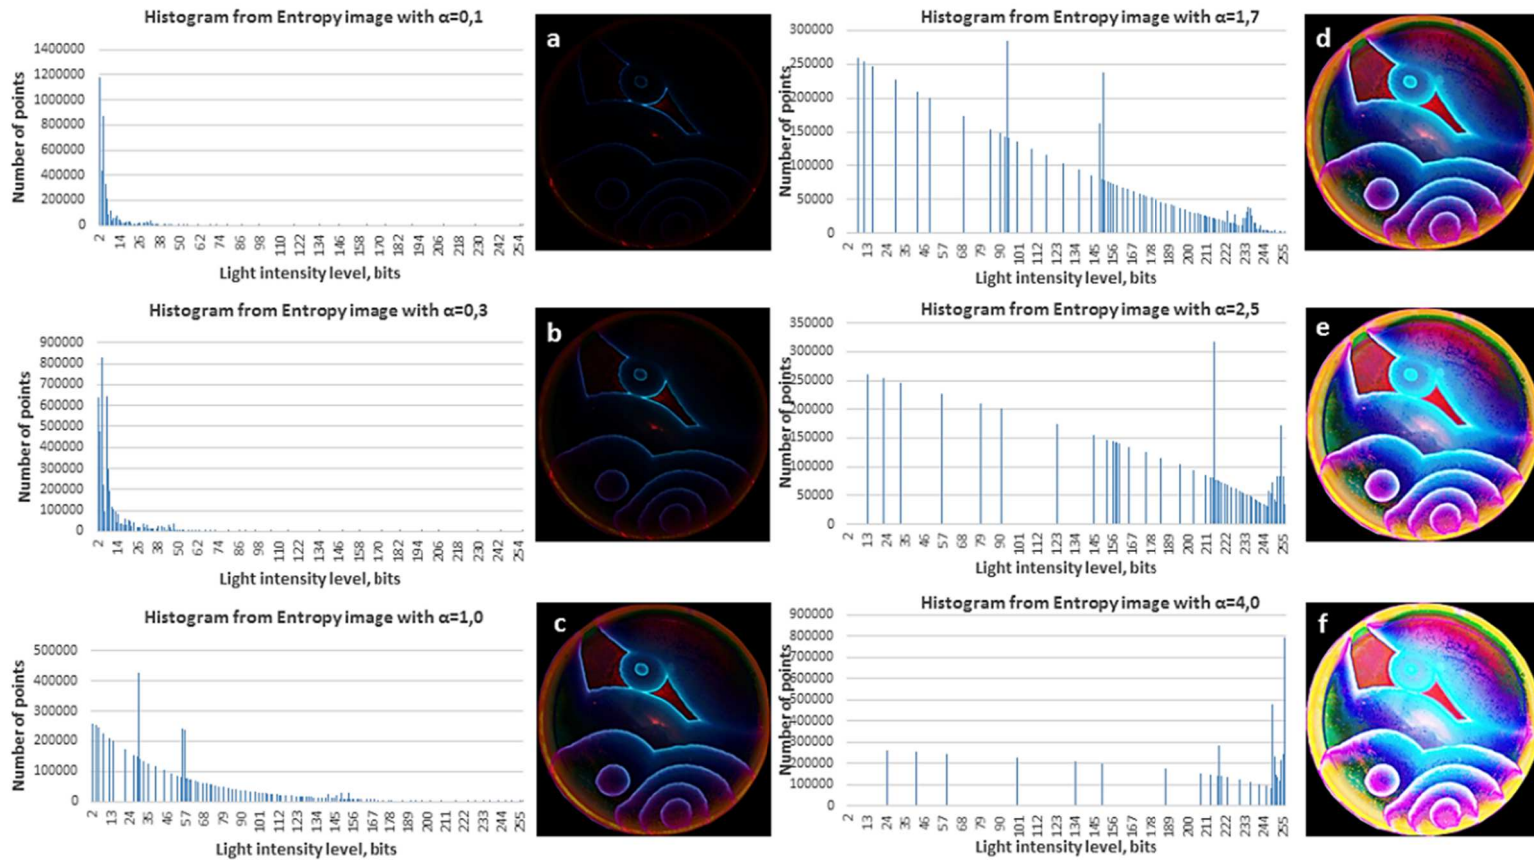 Histogram from Entropy image with α=0,1
Number of points
1400000
1200000
1000000
800000
600000
400000
200000
0
2 14 26 38 50 62 74 86 98 110 122 134 146 158 170 182 194 206 218 230 242 254
Light intensity level, bits
a
Histogram from Entropy image with α=0,3
Number of points
900000
800000
700000
600000
500000
400000
300000
200000
100000
0
2 14 26 38 50 62 74 86 98 110 122 134 146 158 170 182 194 206 218 230 242 254
Light intensity level, bits
b
Histogram from Entropy image with α=1,0
Number of points
500000
400000
300000
200000
100000
0
2 13 24 35 46 57 68 79 90 101 112 123 134 145 156 167 178 189 200 211 222 233 244 255
Light intensity level, bits
c
Histogram from Entropy image with α=1,7
Number of points
300000
250000
200000
150000
100000
50000
0
2 13 24 35 46 57 68 79 90 101 112 123 134 145 156 167 178 189 200 211 222 233 244 255
Light intensity level, bits
d
Histogram from Entropy image with α=2,5
Number of points
350000
300000
250000
200000
150000
100000
50000
0
2 13 24 35 46 57 68 79 90 101 112 123 134 145 156 167 178 189 200 211 222 233 244 255
Light intensity level, bits
e
Histogram from Entropy image with α=4,0
Number of points
900000
800000
700000
600000
500000
400000
300000
200000
100000
0
2 13 24 35 46 57 68 79 90 101 112 123 134 145 156 167 178 189 200 211 222 233 244 255
Light intensity level, bits
f